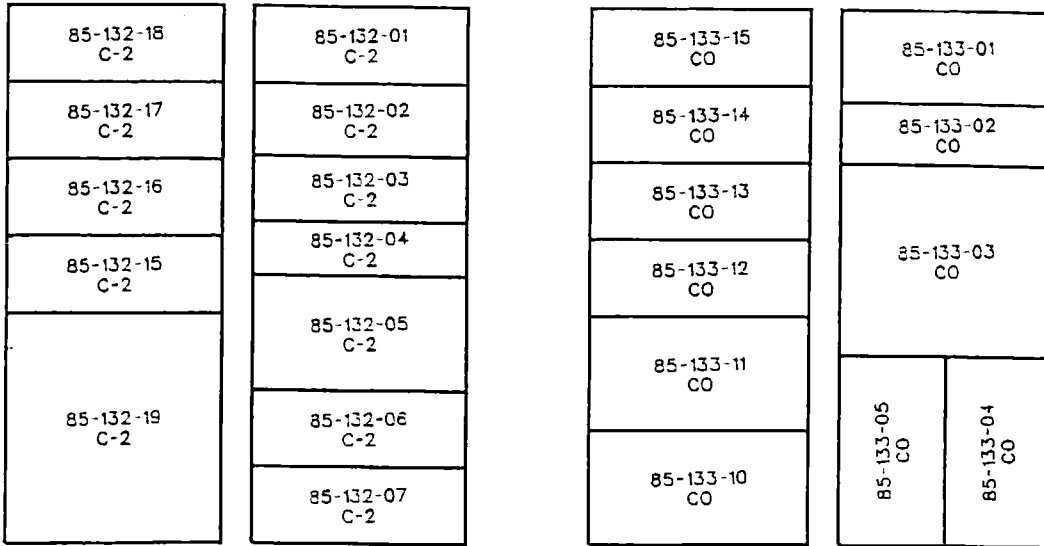 85-132-18
C-2
85-132-17
C-2
85-132-16
C-2
85-132-15
C-2
85-132-19
C-2
85-132-01
C-2
85-132-02
C-2
85-132-03
C-2
85-132-04
C-2
85-132-05
C-2
85-132-06
C-2
85-132-07
C-2
85-133-15
CO
85-133-14
CO
85-133-13
CO
85-133-12
CO
85-133-11
CO
85-133-10
CO
85-133-01
CO
85-133-02
CO
85-133-03
CO
85-133-05
CO
85-133-04
CO